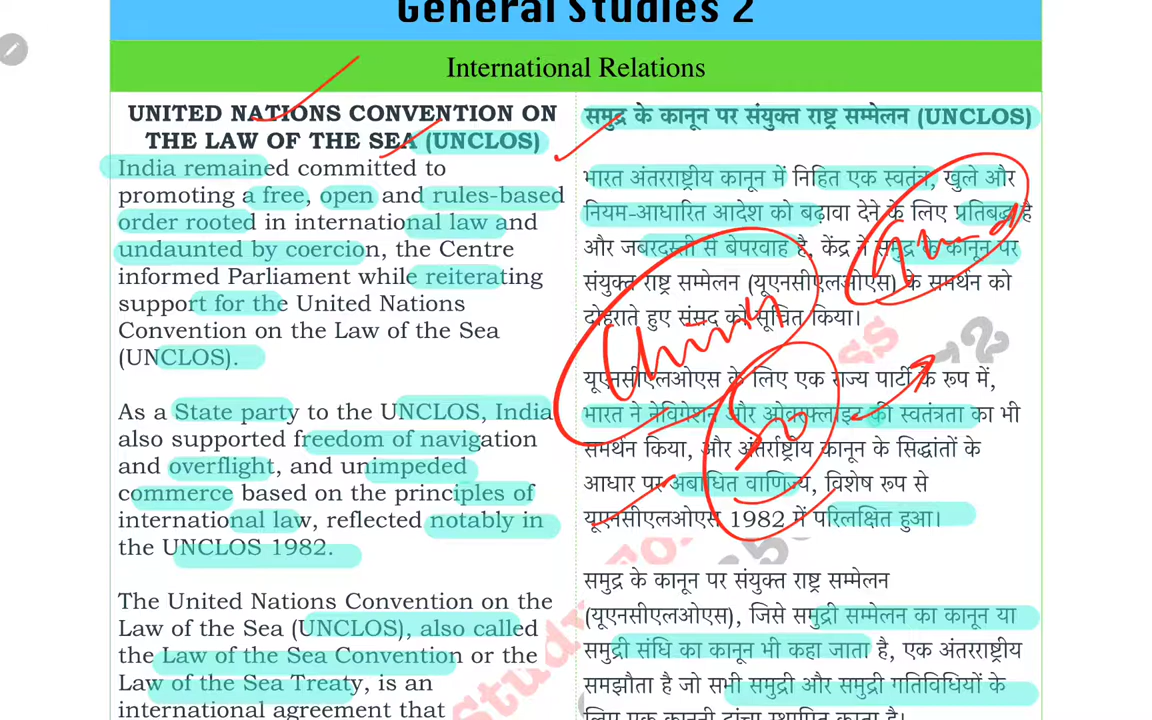 General Studies 2
International Relations
UNITED NATIONS CONVENTION ON
THE LAW OF THE SEA (UNCLOS)
India remained committed to
promoting a free, open and rules-based
order rooted in international law and
undaunted by coercion, the Centre
informed Parliament while reiterating
support for the United Nations
Convention on the Law of the Sea
(UNCLOS).
As a State party to the UNCLOS, India
also supported freedom of navigation
and overflight, and unimpeded
commerce based on the principles of
international law, reflected notably in
the UNCLOS 1982.
The United Nations Convention on the
Law of the Sea (UNCLOS), also called
the Law of the Sea Convention or the
Law of the Sea Treaty, is an
international agreement that
समुद्र के कानून पर संयुक्त राष्ट्र सम्मेलन (UNCLOS)
भारत अंतरराष्ट्रीय कानून में निहित एक स्वतंत्र, खुले और
नियम-आधारित आदेश को बढ़ावा देने के लिए प्रतिबद्ध है
और जबरदस्ती से बेपरवाह है, केंद्र ने समुद्र के कानून पर
संयुक्त राष्ट्र सम्मेलन (यूएनसीएलओएस) के समर्थन को
दोहराते हुए संसद को सूचित किया।
यूएनसीएलओएस के लिए एक राज्य पार्टी के रूप में,
भारत ने नेविगेशन और ओवरफ्लाइट की स्वतंत्रता का भी
समर्थन किया, और अंतर्राष्ट्रीय कानून के सिद्धांतों के
आधार पर अबाधित वाणिज्य, विशेष रूप से
यूएनसीएलओएस 1982 में परिलक्षित हुआ।
समुद्र के कानून पर संयुक्त राष्ट्र सम्मेलन
(यूएनसीएलओएस), जिसे समुद्री सम्मेलन का कानून या
समुद्री संधि का कानून भी कहा जाता है, एक अंतरराष्ट्रीय
समझौता है जो सभी समुद्री और समुद्री गतिविधियों के
लिए एक कानूनी ढांचा स्थापित करता है।